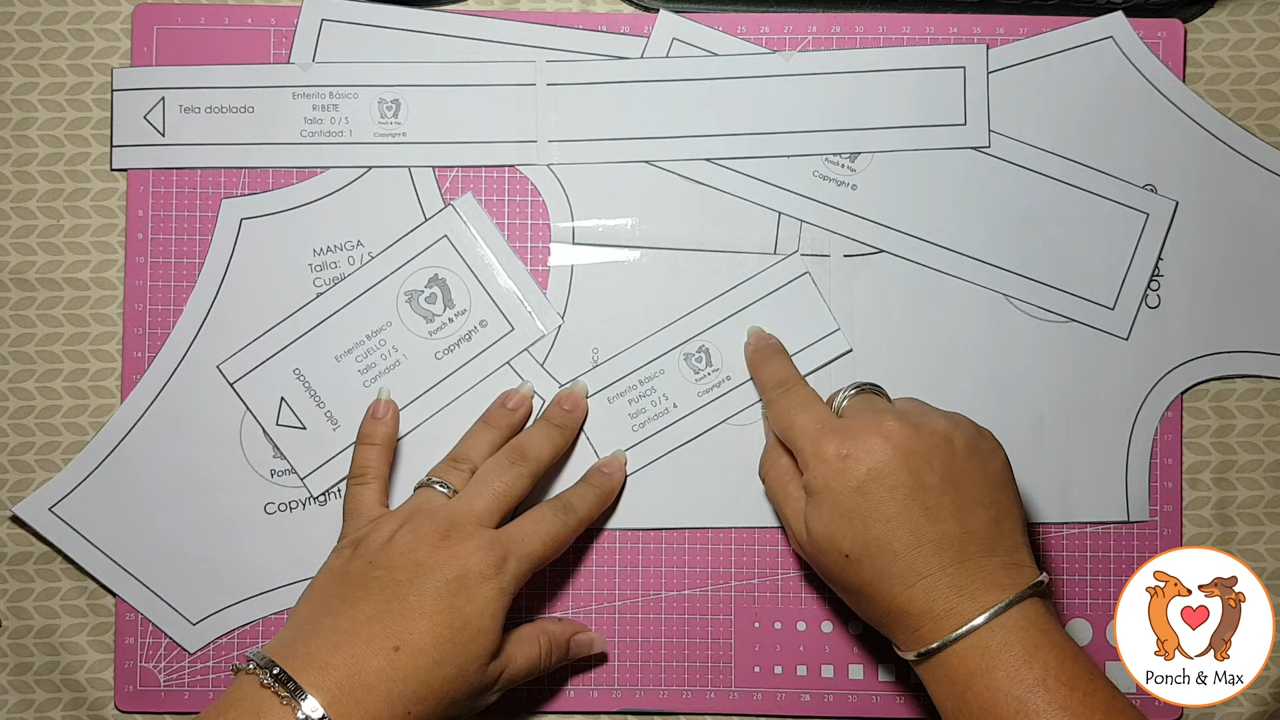 Tela doblada
Enterito Básico
RIBETE
Talla: 0 / S
Cantidad: 1
Ponch & Max
Copyright ©
Ponch & Max
Copyright ©
MANGA
Talla: 0 / S
Tela doblada
Enterito Básico
CUELLO
Talla: 0 / S
Cantidad: 1
Ponch & Max
Copyright ©
Enterito Básico
PUÑOS
Talla: 0 / S
Cantidad: 4
Ponch & Max
Copyright ©
Copyright
Ponch & Max